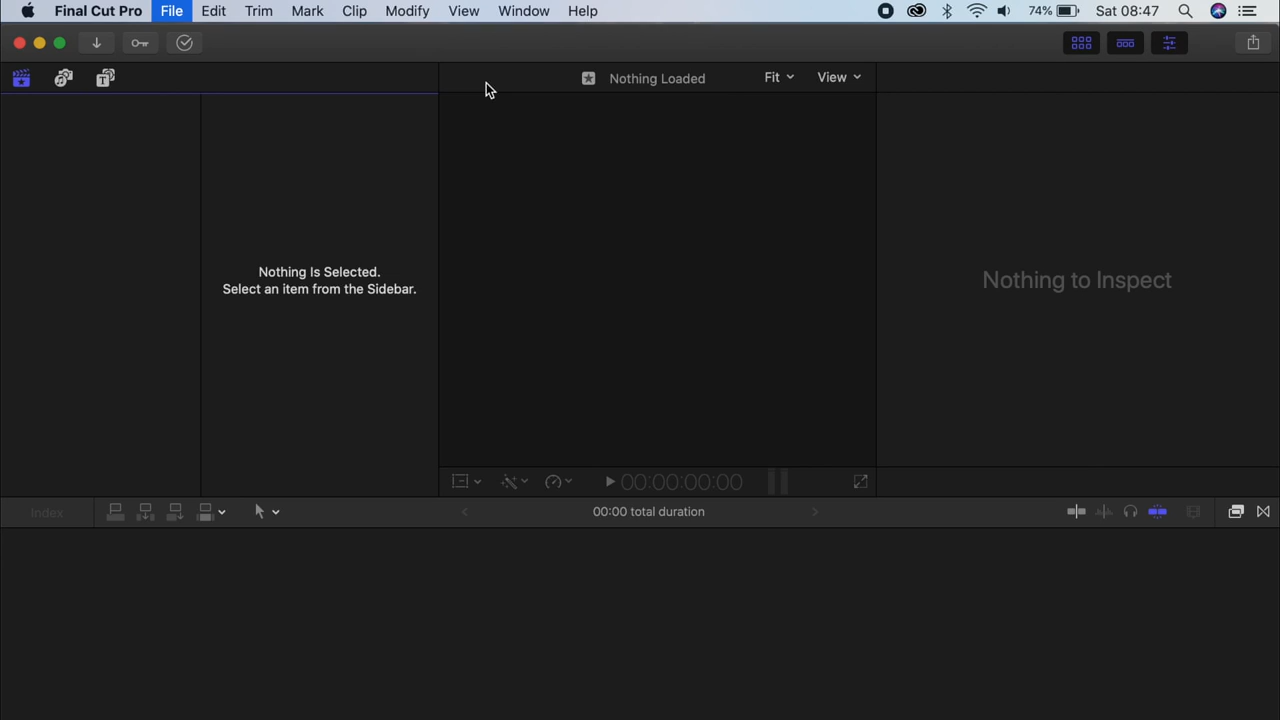 Final Cut Pro File Edit Trim Mark Clip Modify View Window Help 74% Sat 08:47
T
Nothing Loaded Fit View
Nothing Is Selected.
Select an item from the Sidebar.
Nothing to Inspect
00:00:00:00
Index 00:00 total duration